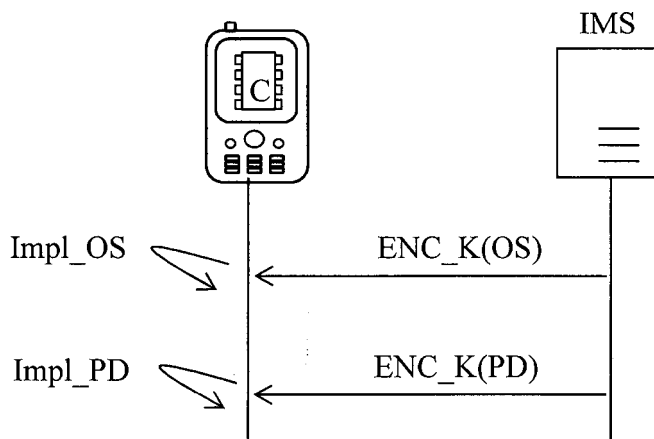 IMS
C
Impl_OS
ENC_K(OS)
Impl_PD
ENC_K(PD)